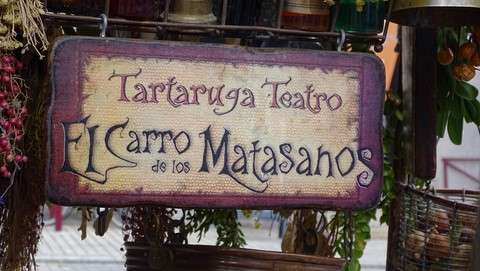 Tartaruga Teatro
El Carro
de los Matasanos